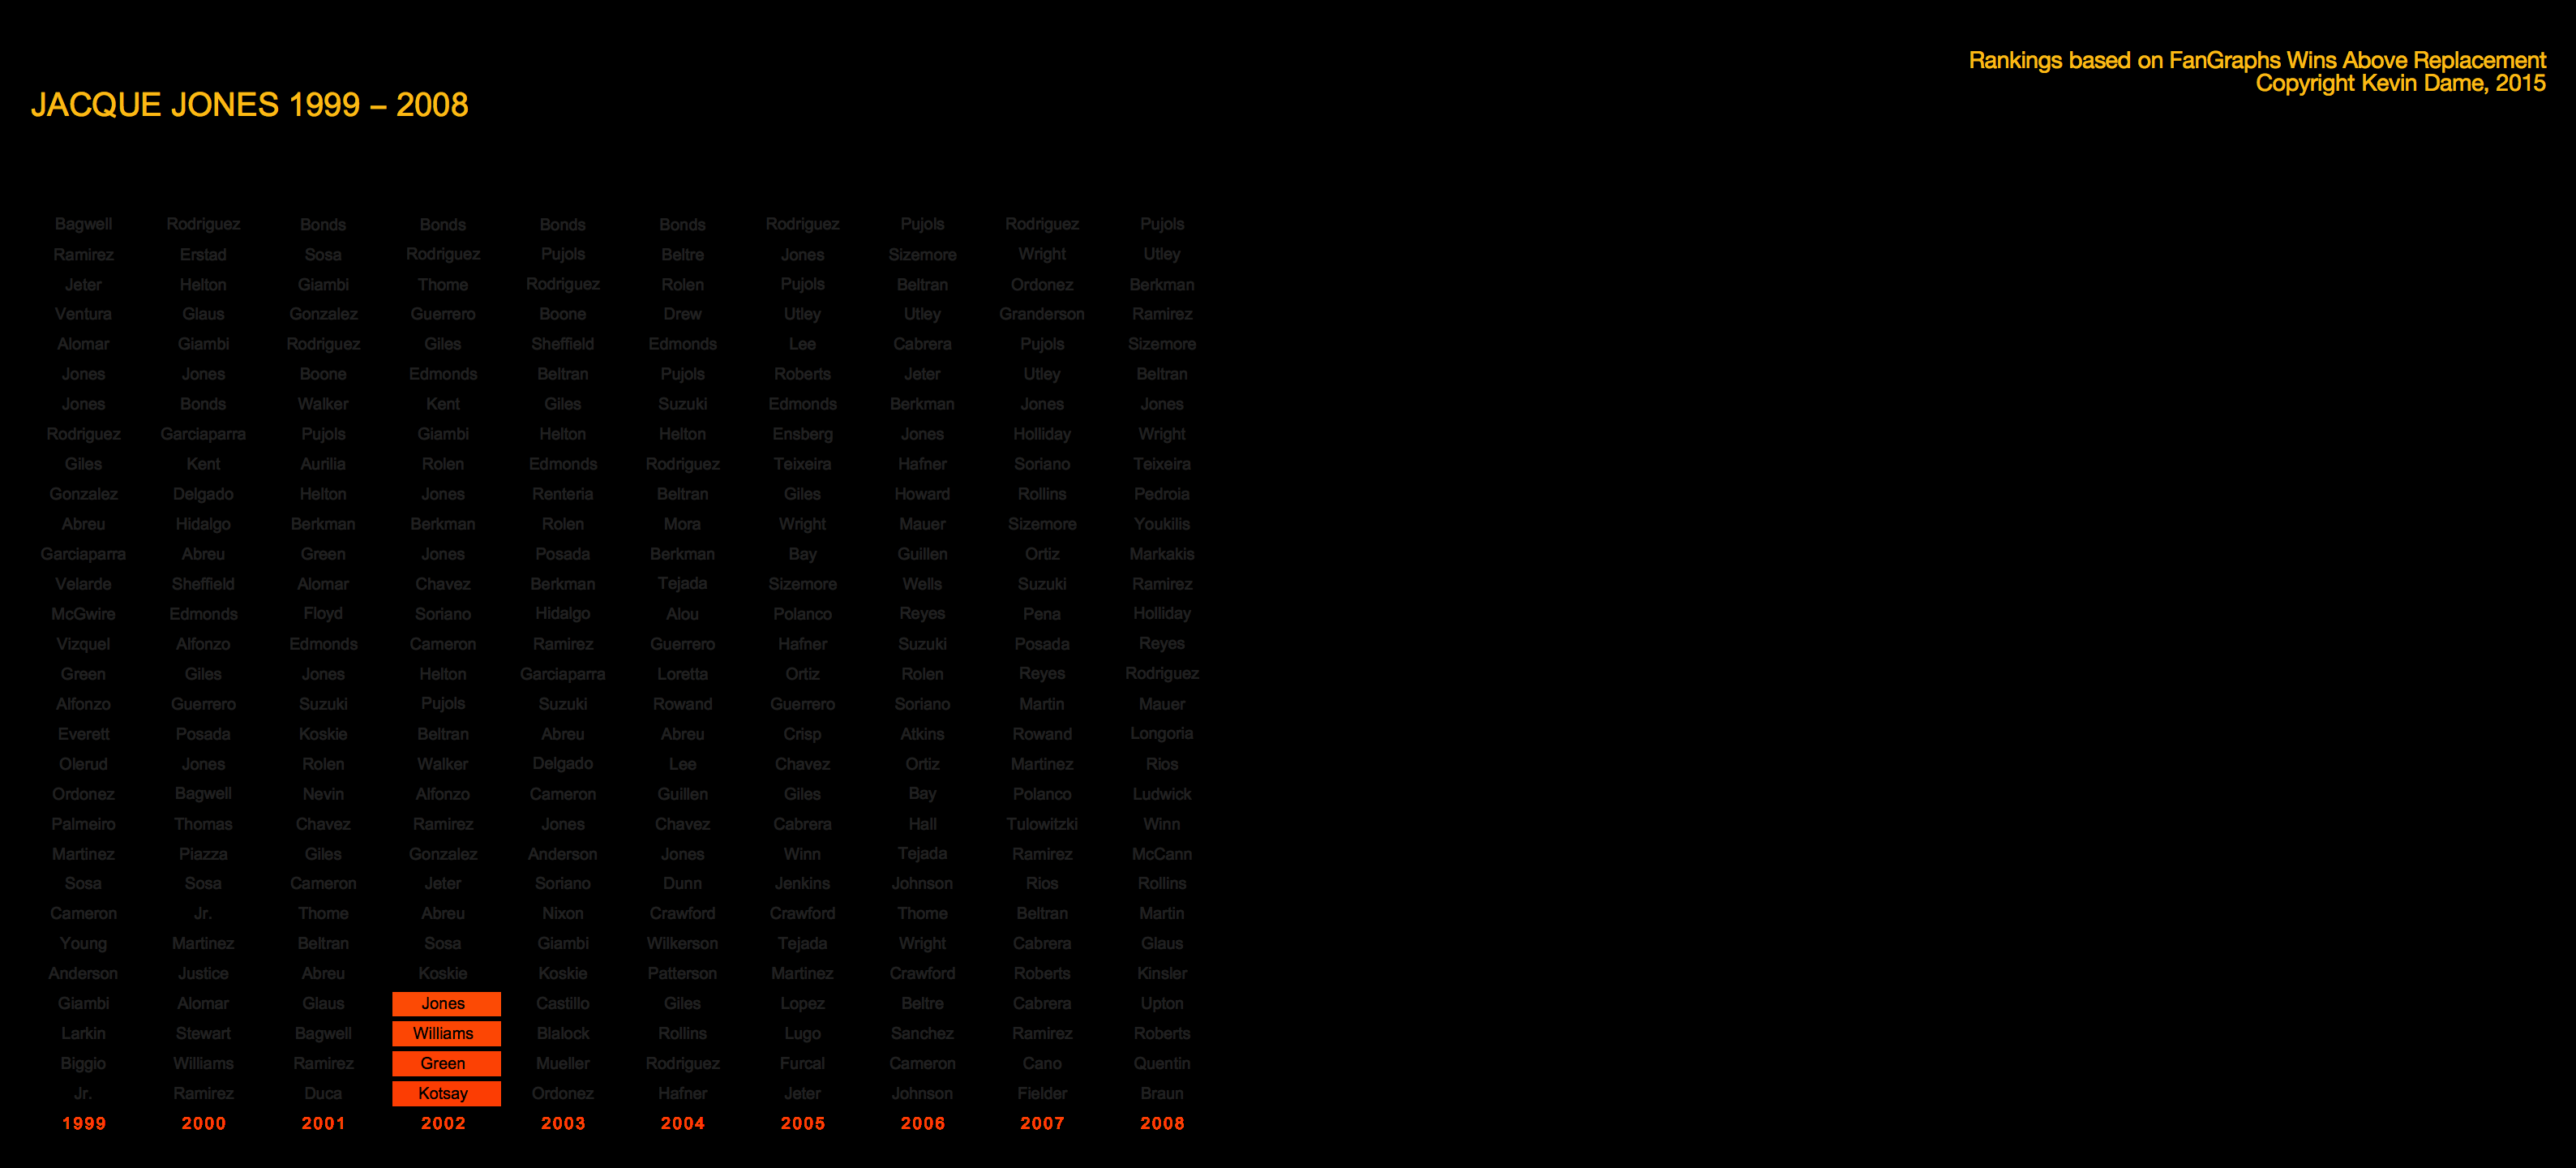 Rankings based on FanGraphs Wins Above Replacement
Copyright Kevin Dame, 2015
JACQUE JONES 1999 – 2008
Bagwell Rodriguez Bonds Bonds Bonds Bonds Rodriguez Pujols Rodriguez Pujols
Ramirez Erstad Sosa Rodriguez Pujols Beltre Jones Sizemore Wright Utley
Jeter Helton Giambi Thome Rodriguez Rolen Pujols Beltran Ordonez Berkman
Ventura Glaus Gonzalez Guerrero Boone Drew Utley Utley Granderson Ramirez
Alomar Giambi Rodriguez Giles Sheffield Edmonds Lee Cabrera Pujols Sizemore
Jones Jones Boone Edmonds Beltran Pujols Roberts Jeter Utley Beltran
Jones Bonds Walker Kent Giles Suzuki Edmonds Berkman Jones Jones
Rodriguez Garciaparra Pujols Giambi Helton Helton Ensberg Jones Holliday Wright
Giles Kent Aurilia Rolen Edmonds Rodriguez Teixeira Hafner Soriano Teixeira
Gonzalez Delgado Helton Jones Renteria Beltran Giles Howard Rollins Pedroia
Abreu Hidalgo Berkman Berkman Rolen Mora Wright Mauer Sizemore Youkilis
Garciaparra Abreu Green Jones Posada Berkman Bay Guillen Ortiz Markakis
Velarde Sheffield Alomar Chavez Berkman Tejada Sizemore Wells Suzuki Ramirez
McGwire Edmonds Floyd Soriano Hidalgo Alou Polanco Reyes Pena Holliday
Vizquel Alfonzo Edmonds Cameron Ramirez Guerrero Hafner Suzuki Posada Reyes
Green Giles Jones Helton Garciaparra Loretta Ortiz Rolen Reyes Rodriguez
Alfonzo Guerrero Suzuki Pujols Suzuki Rowand Guerrero Soriano Martin Mauer
Everett Posada Koskie Beltran Abreu Abreu Crisp Atkins Rowand Longoria
Olerud Jones Rolen Walker Delgado Lee Chavez Ortiz Martinez Rios
Ordonez Bagwell Nevin Alfonzo Cameron Guillen Giles Bay Polanco Ludwick
Palmeiro Thomas Chavez Ramirez Jones Chavez Cabrera Hall Tulowitzki Winn
Martinez Piazza Giles Gonzalez Anderson Jones Winn Tejada Ramirez McCann
Sosa Sosa Cameron Jeter Soriano Dunn Jenkins Johnson Rios Rollins
Cameron Jr. Thome Abreu Nixon Crawford Crawford Thome Beltran Martin
Young Martinez Beltran Sosa Giambi Wilkerson Tejada Wright Cabrera Glaus
Anderson Justice Abreu Koskie Koskie Patterson Martinez Crawford Roberts Kinsler
Giambi Alomar Glaus Jones Castillo Giles Lopez Beltre Cabrera Upton
Larkin Stewart Bagwell Williams Blalock Rollins Lugo Sanchez Ramirez Roberts
Biggio Williams Ramirez Green Mueller Rodriguez Furcal Cameron Cano Quentin
Jr. Ramirez Duca Kotsay Ordonez Hafner Jeter Johnson Fielder Braun
1999 2000 2001 2002 2003 2004 2005 2006 2007 2008